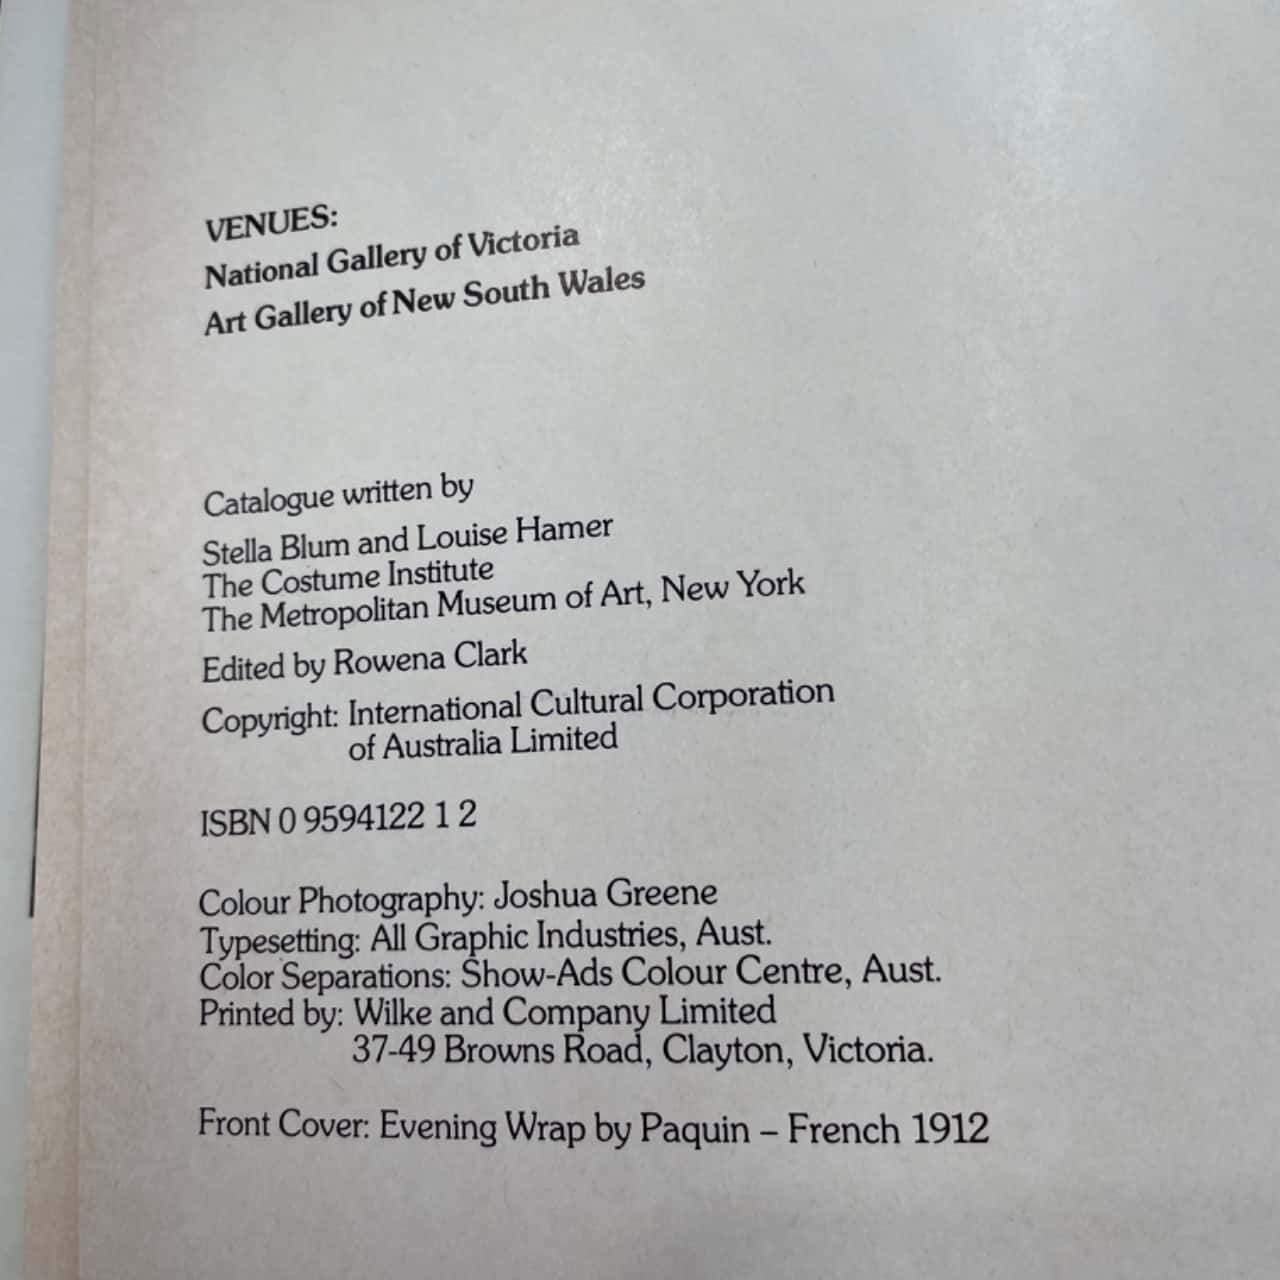 VENUES:
National Gallery of Victoria
Art Gallery of New South Wales
Catalogue written by
Stella Blum and Louise Hamer
The Costume Institute
The Metropolitan Museum of Art, New York
Edited by Rowena Clark
Copyright: International Cultural Corporation
of Australia Limited
ISBN 0 9594122 1 2
Colour Photography: Joshua Greene
Typesetting: All Graphic Industries, Aust.
Color Separations: Show-Ads Colour Centre, Aust.
Printed by: Wilke and Company Limited
37-49 Browns Road, Clayton, Victoria.
Front Cover: Evening Wrap by Paquin – French 1912